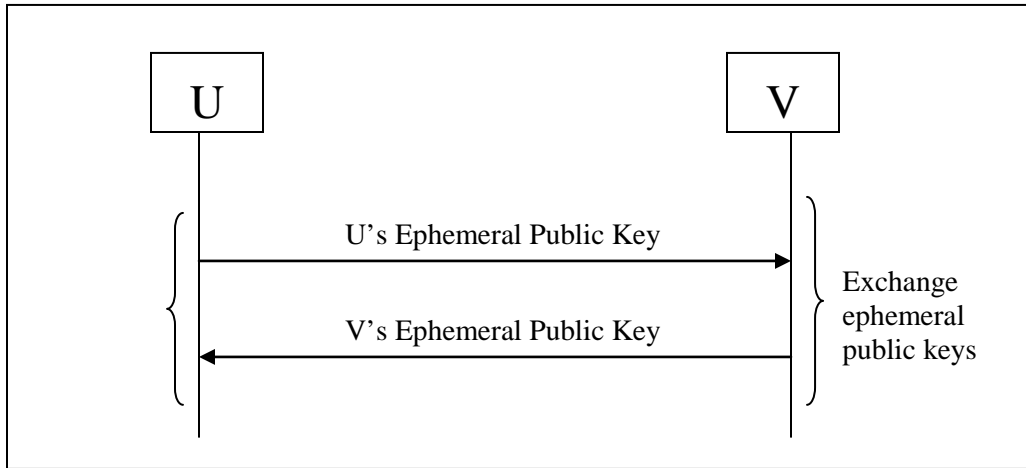 U
V
U’s Ephemeral Public Key
V’s Ephemeral Public Key
Exchange
ephemeral
public keys